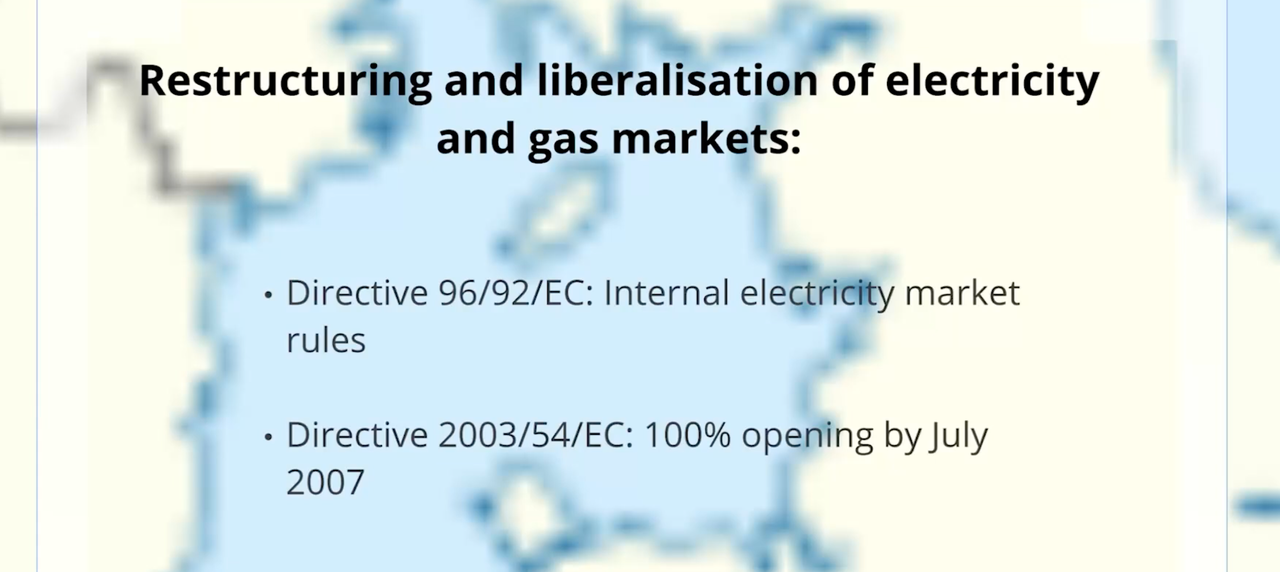 Restructuring and liberalisation of electricity
and gas markets:
• Directive 96/92/EC: Internal electricity market
rules
• Directive 2003/54/EC: 100% opening by July
2007